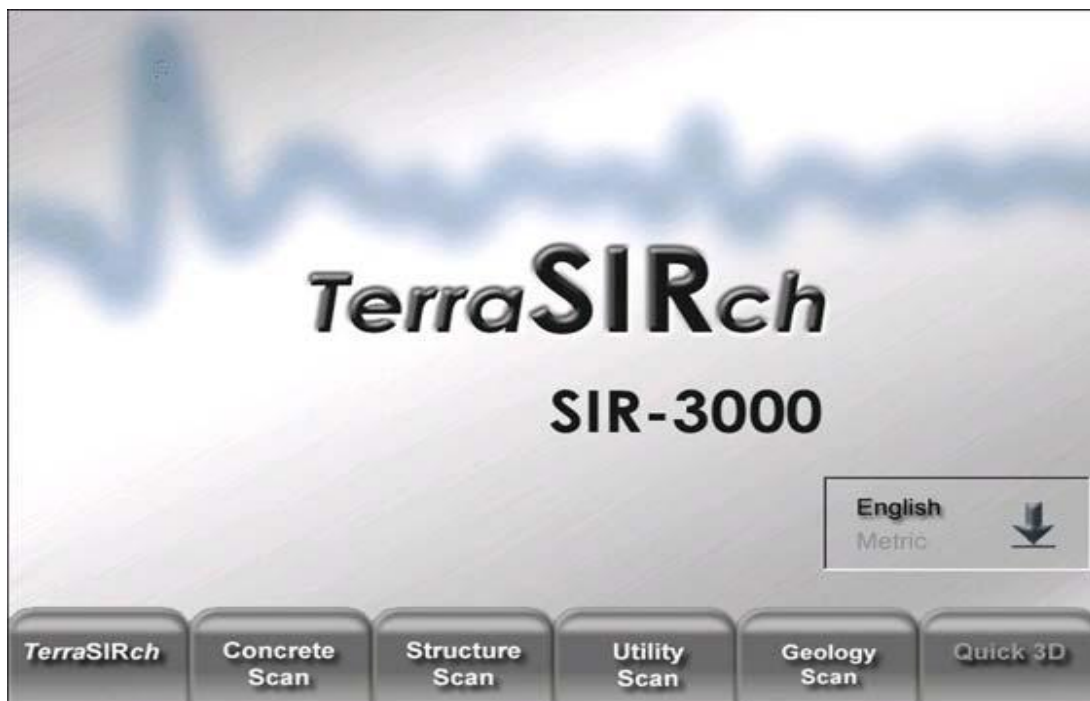 TerraSIRch
SIR-3000
English
Metric
TerraSIRch
Concrete
Scan
Structure
Scan
Utility
Scan
Geology
Scan
Quick 3D